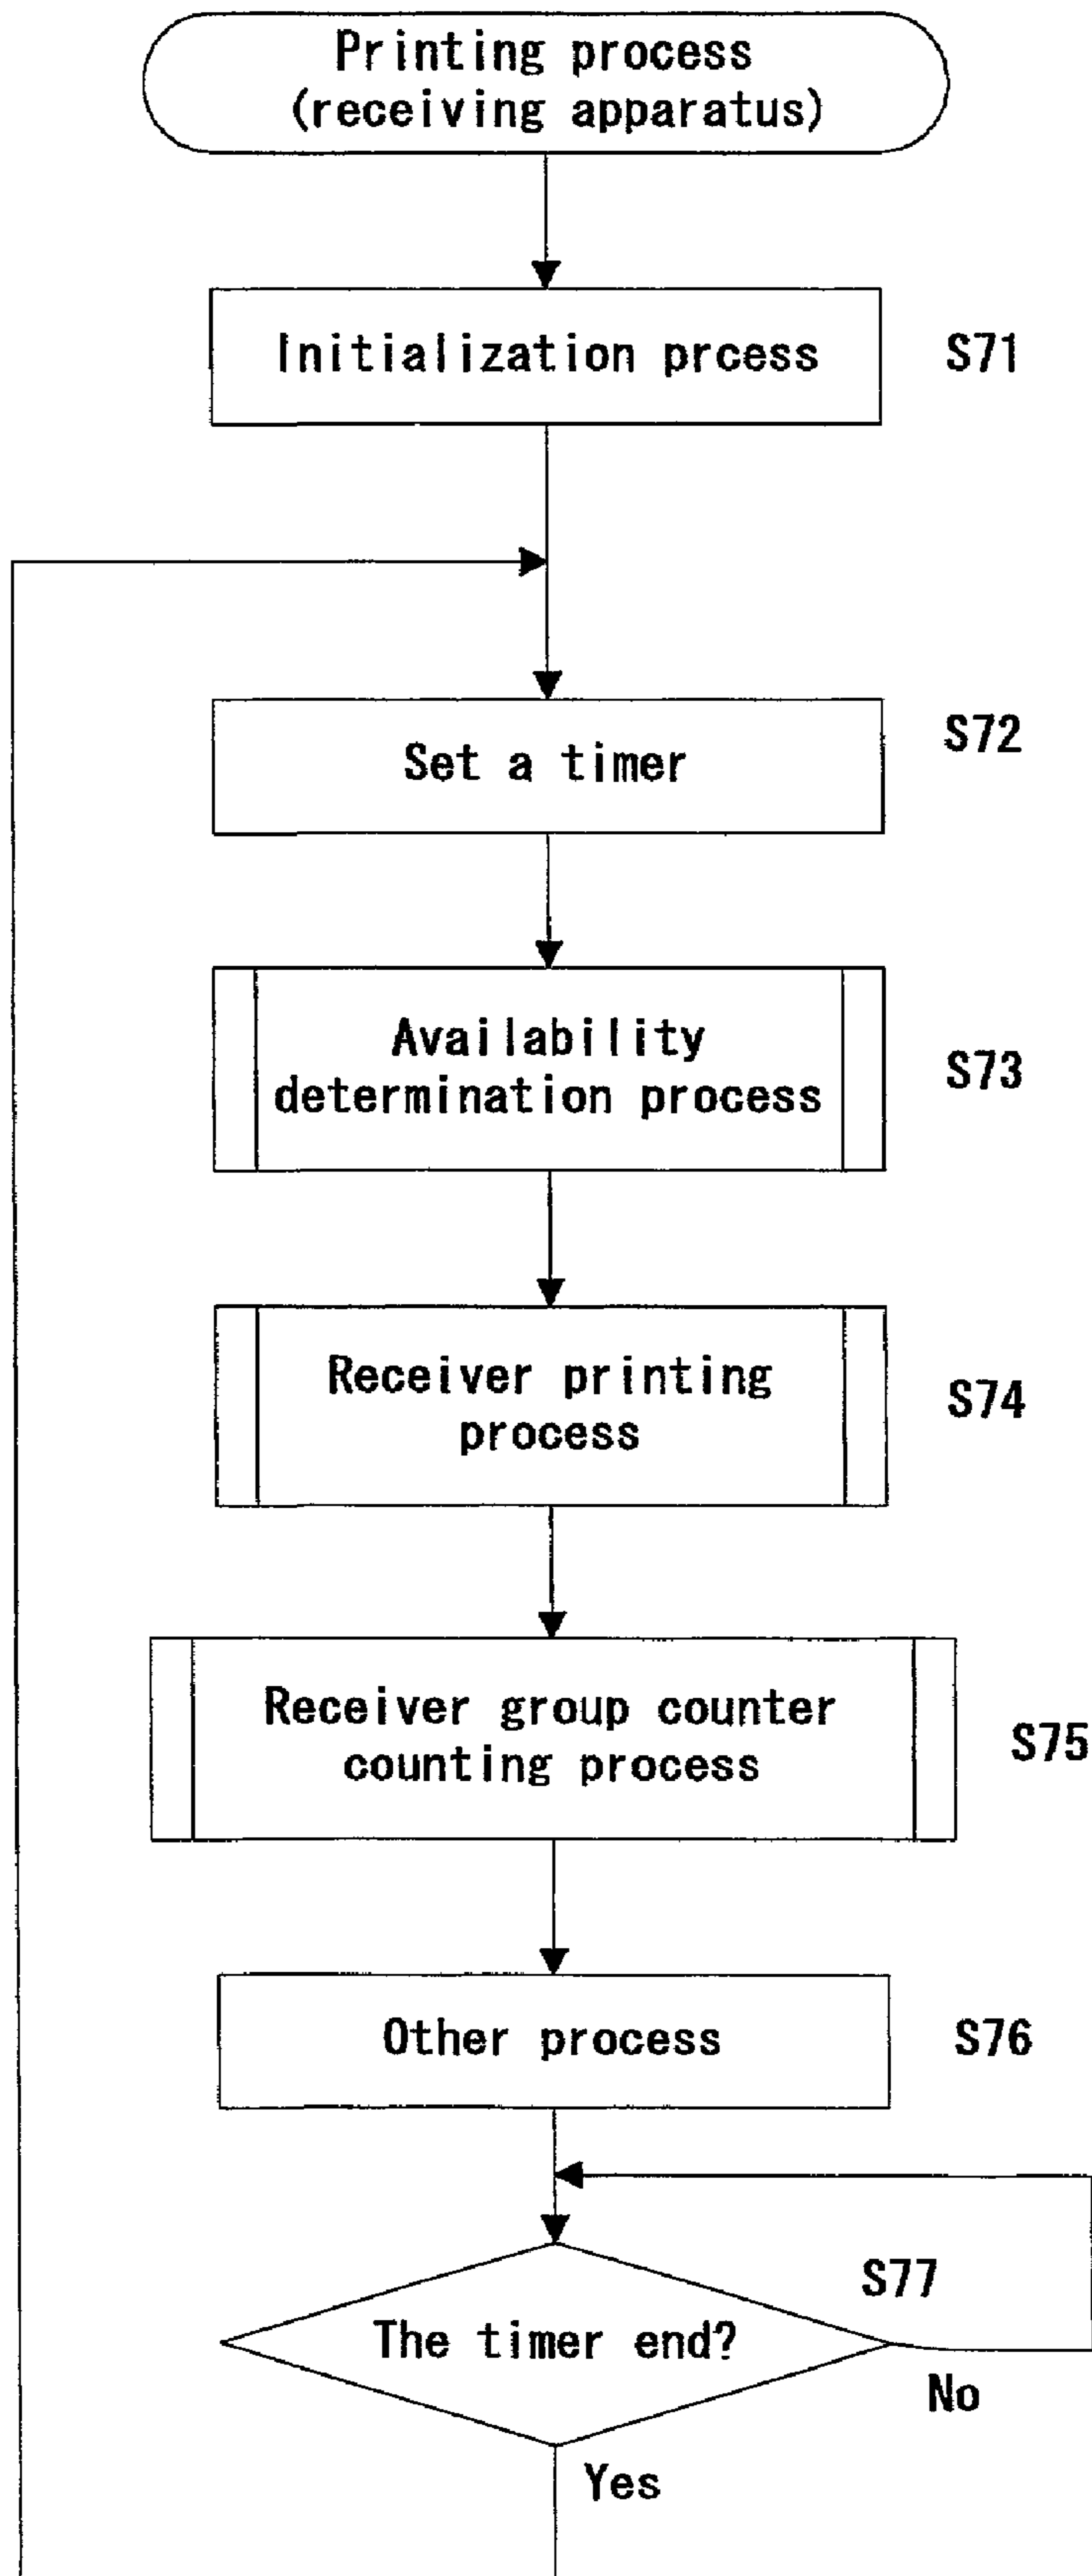 Printing process
(receiving apparatus)
Initialization prcess
S71
Set a timer
S72
Availability
determination process
S73
Receiver printing
process
S74
Receiver group counter
counting process
S75
Other process
S76
S77
The timer end?
No
Yes